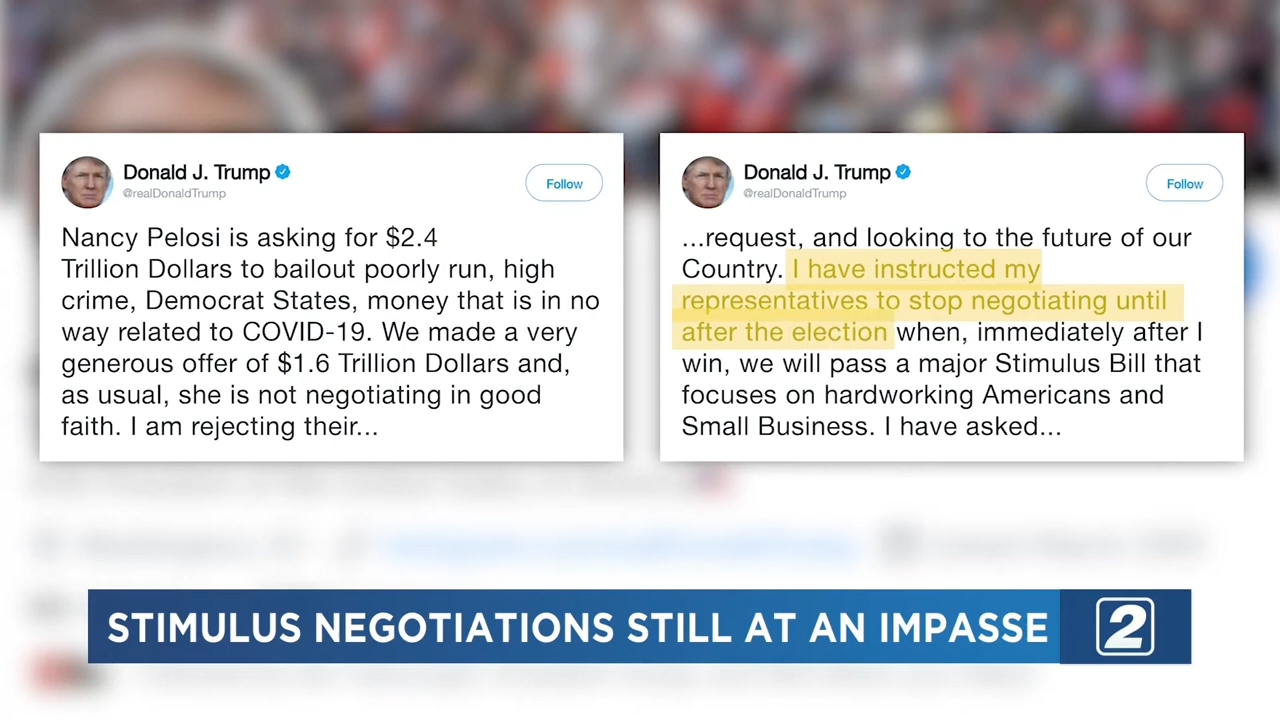 Donald J. Trump
@realDonaldTrump
Follow
Nancy Pelosi is asking for $2.4
Trillion Dollars to bailout poorly run, high
crime, Democrat States, money that is in no
way related to COVID-19. We made a very
generous offer of $1.6 Trillion Dollars and,
as usual, she is not negotiating in good
faith. I am rejecting their...
Donald J. Trump
@realDonaldTrump
Follow
...request, and looking to the future of our
Country. I have instructed my
representatives to stop negotiating until
after the election when, immediately after I
win, we will pass a major Stimulus Bill that
focuses on hardworking Americans and
Small Business. I have asked...
STIMULUS NEGOTIATIONS STILL AT AN IMPASSE
2